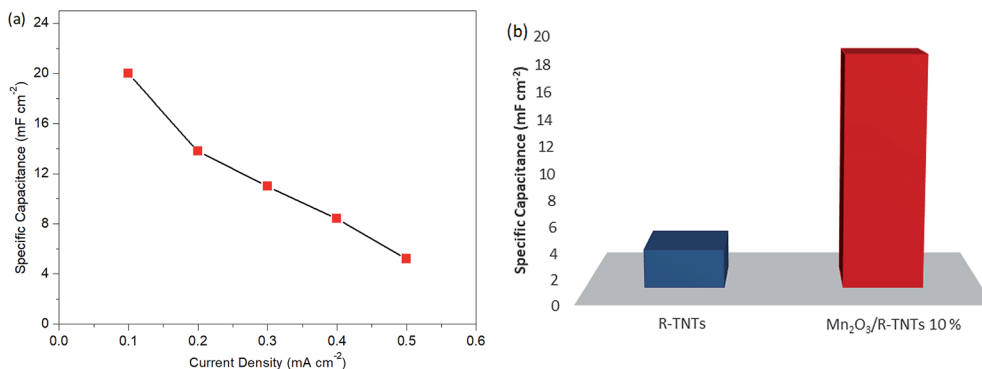 (a)
24
20
16
12
8
4
0
Specific Capacitance (mF cm⁻²)
0.0 0.1 0.2 0.3 0.4 0.5 0.6
Current Density (mA cm⁻²)
(b)
20
18
16
14
12
10
8
6
4
2
0
Specific Capacitance (mF cm⁻²)
R-TNTs Mn₂O₃/R-TNTs 10 %